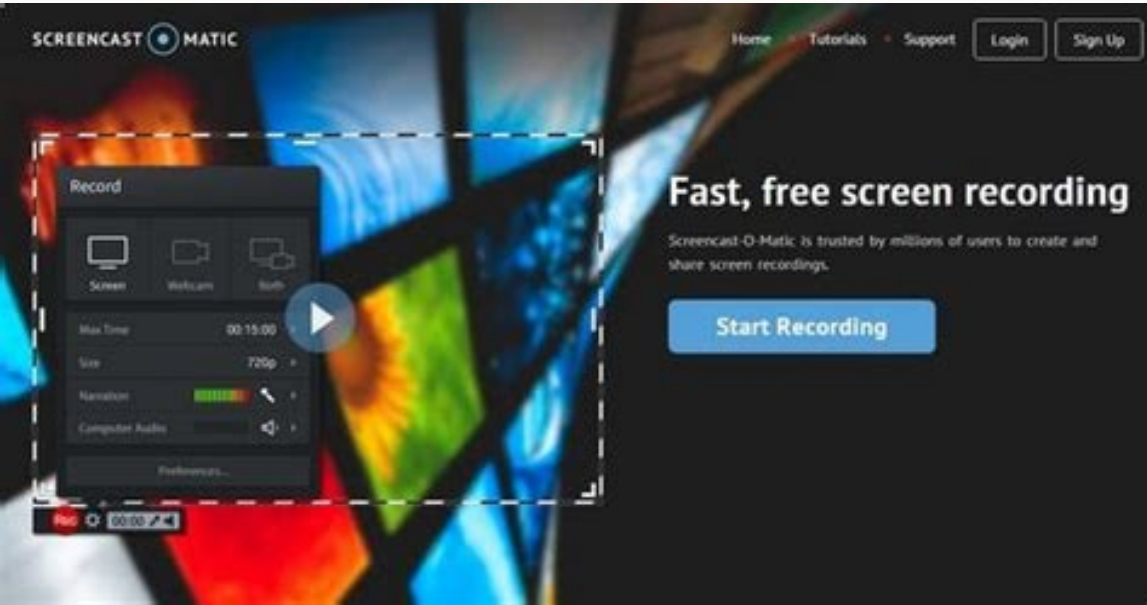 SCREENCAST MATIC
Home • Tutorials • Support Login Sign Up
Record
Screen Webcam Both
Max Time 00:15:00
Size 720p
Narration
Computer Audio
Preferences...
Rec 00:00
Fast, free screen recording
Screencast-O-Matic is trusted by millions of users to create and
share screen recordings.
Start Recording